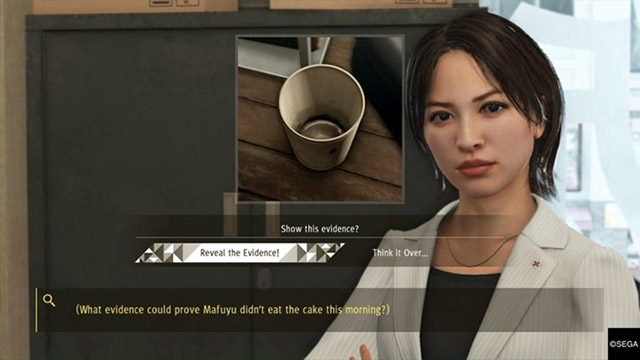 Show this evidence?
Reveal the Evidence!
Think it Over...
(What evidence could prove Mafuyu didn't eat the cake this morning?)
©SEGA